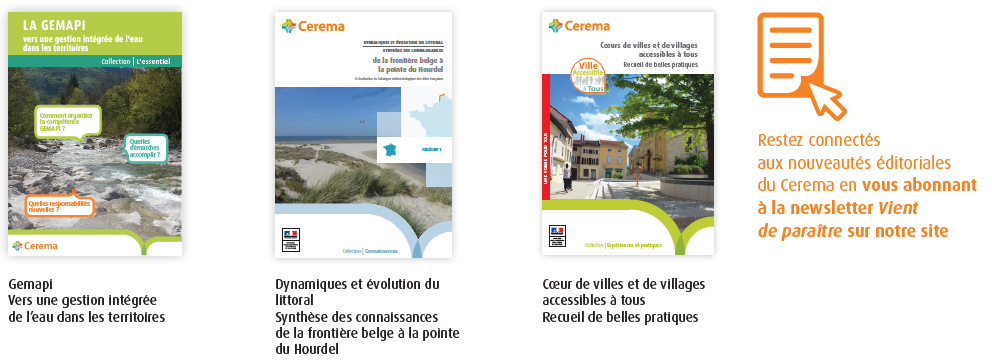 LA GEMAPI
vers une gestion intégrée de l'eau
dans les territoires
Collection | L'essentiel
Comment organiser
la compétence
GEMAPI ?
Quelles
démarches
accomplir ?
Quelles responsabilités
nouvelles ?
Cerema
Gemapi
Vers une gestion intégrée
de l'eau dans les territoires
Cerema
DYNAMIQUES ET ÉVOLUTION DU LITTORAL
SYNTHÈSE DES CONNAISSANCES
de la frontière belge à
la pointe du Hourdel
Collection | Connaissances
Dynamiques et évolution du
littoral
Synthèse des connaissances
de la frontière belge à la pointe
du Hourdel
Cerema
Cœurs de villes et de villages
accessibles à tous
Recueil de belles pratiques
Ville
Accessible
à Tous
UNE VOIRIE POUR TOUS
Collection | Expériences et pratiques
Cœur de villes et de villages
accessibles à tous
Recueil de belles pratiques
Restez connectés
aux nouveautés éditoriales
du Cerema en vous abonnant
à la newsletter Vient
de paraître sur notre site